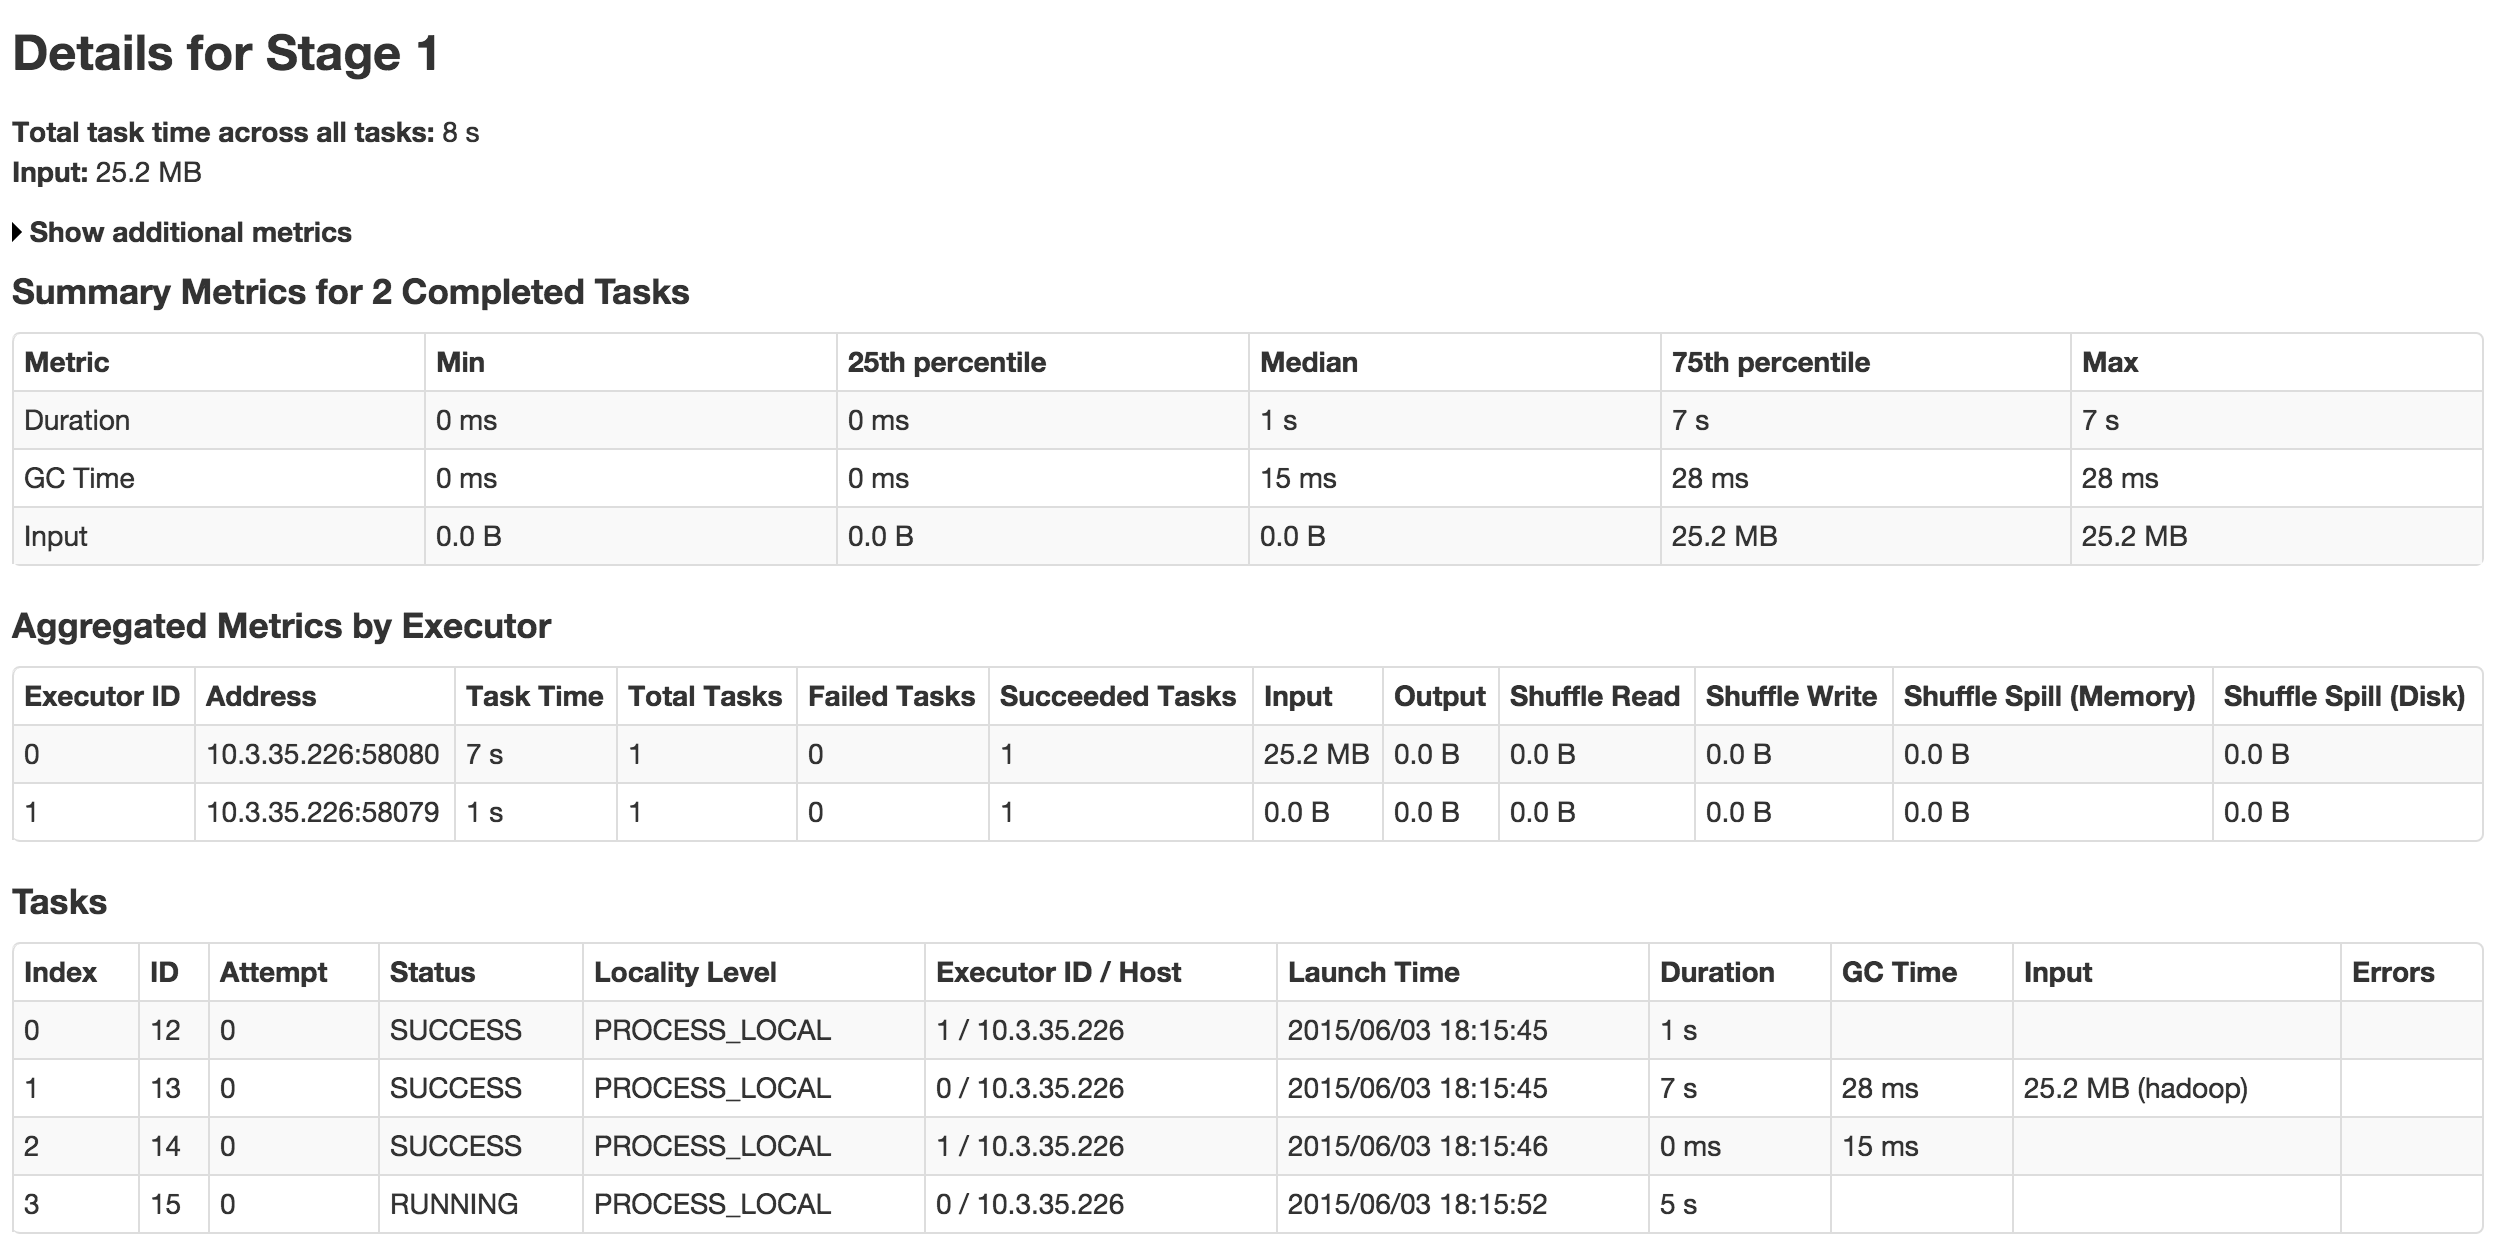 Details for Stage 1
Total task time across all tasks: 8 s
Input: 25.2 MB
Show additional metrics
Summary Metrics for 2 Completed Tasks
Metric Min 25th percentile Median 75th percentile Max
Duration 0 ms 0 ms 1 s 7 s 7 s
GC Time 0 ms 0 ms 15 ms 28 ms 28 ms
Input 0.0 B 0.0 B 0.0 B 25.2 MB 25.2 MB
Aggregated Metrics by Executor
Executor ID Address Task Time Total Tasks Failed Tasks Succeeded Tasks Input Output Shuffle Read Shuffle Write Shuffle Spill (Memory) Shuffle Spill (Disk)
0 10.3.35.226:58080 7 s 1 0 1 25.2 MB 0.0 B 0.0 B 0.0 B 0.0 B 0.0 B
1 10.3.35.226:58079 1 s 1 0 1 0.0 B 0.0 B 0.0 B 0.0 B 0.0 B 0.0 B
Tasks
Index ID Attempt Status Locality Level Executor ID / Host Launch Time Duration GC Time Input Errors
0 12 0 SUCCESS PROCESS_LOCAL 1 / 10.3.35.226 2015/06/03 18:15:45 1 s
1 13 0 SUCCESS PROCESS_LOCAL 0 / 10.3.35.226 2015/06/03 18:15:45 7 s 28 ms 25.2 MB (hadoop)
2 14 0 SUCCESS PROCESS_LOCAL 1 / 10.3.35.226 2015/06/03 18:15:46 0 ms 15 ms
3 15 0 RUNNING PROCESS_LOCAL 0 / 10.3.35.226 2015/06/03 18:15:52 5 s